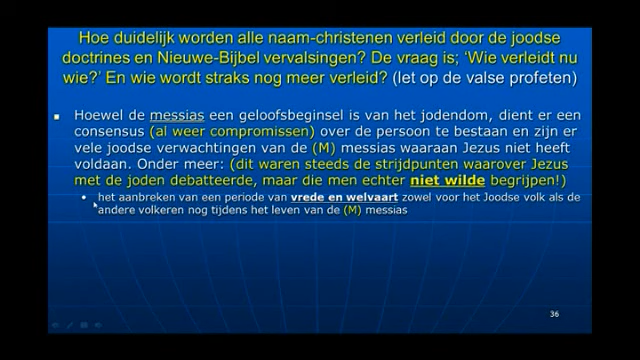 Hoe duidelijk worden alle naam-christenen verleid door de joodse
doctrines en Nieuwe-Bijbel vervalsingen? De vraag is; 'Wie verleidt nu
wie?' En wie wordt straks nog meer verleid? (let op de valse profeten)
Hoewel de messias een geloofsbeginsel is van het jodendom, dient er een
consensus (al weer compromissen) over de persoon te bestaan en zijn er
vele joodse verwachtingen van de (M) messias waaraan Jezus niet heeft
voldaan. Onder meer: (dit waren steeds de strijdpunten waarover Jezus
met de joden debatteerde, maar die men echter niet wilde begrijpen!)
het aanbreken van een periode van vrede en welvaart zowel voor het Joodse volk als de
andere volkeren nog tijdens het leven van de (M) messias
36